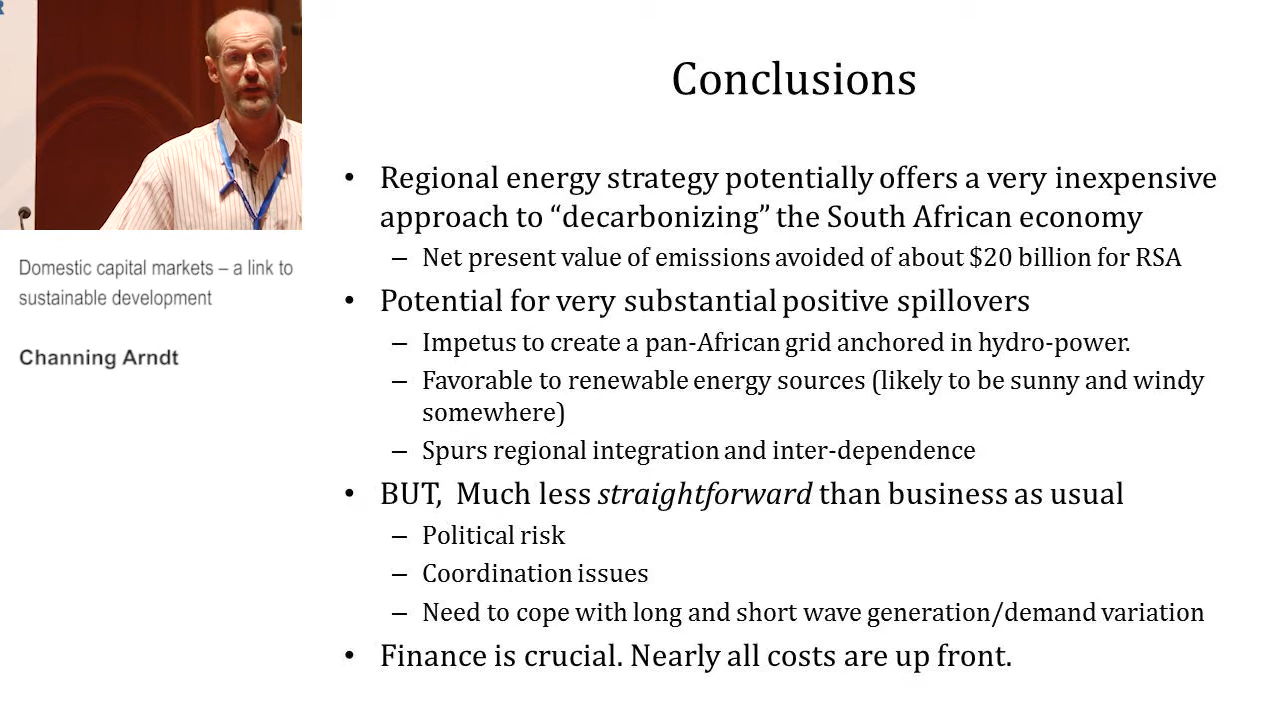 Conclusions
• Regional energy strategy potentially offers a very inexpensive
approach to “decarbonizing” the South African economy
– Net present value of emissions avoided of about $20 billion for RSA
• Potential for very substantial positive spillovers
– Impetus to create a pan-African grid anchored in hydro-power.
– Favorable to renewable energy sources (likely to be sunny and windy
somewhere)
– Spurs regional integration and inter-dependence
• BUT, Much less straightforward than business as usual
– Political risk
– Coordination issues
– Need to cope with long and short wave generation/demand variation
• Finance is crucial. Nearly all costs are up front.
Domestic capital markets – a link to
sustainable development
Channing Arndt